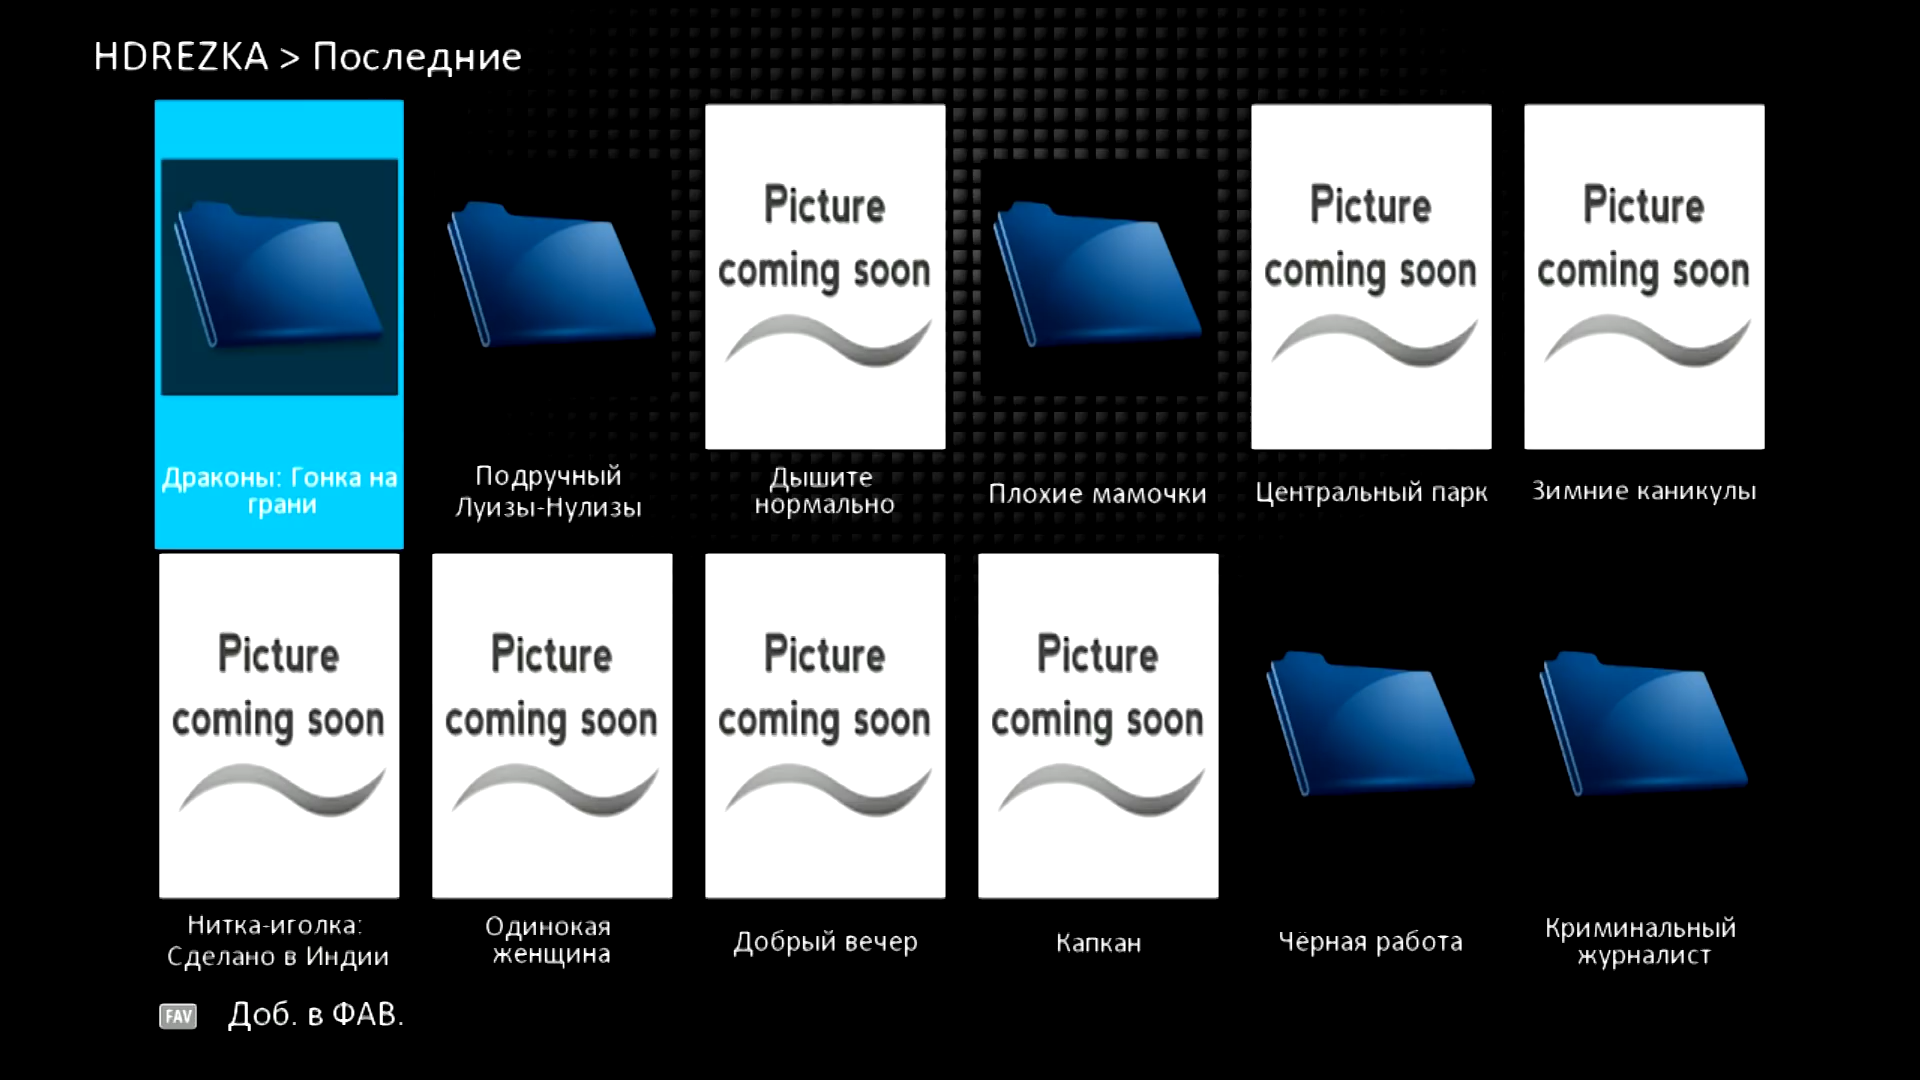 HDREZKA > Последние
Picture
coming soon
Picture
coming soon
Picture
coming soon
Драконы: Гонка на
грани
Подручный
Луизы-Нулизы
Дышите
нормально
Плохие мамочки
Центральный парк
Зимние каникулы
Picture
coming soon
Picture
coming soon
Picture
coming soon
Picture
coming soon
Нитка-иголка:
Сделано в Индии
Одинокая
женщина
Добрый вечер
Капкан
Чёрная работа
Криминальный
журналист
FAV Доб. в ФАВ.